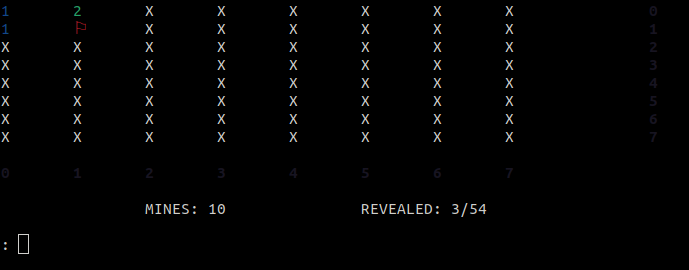 1 2 X X X X X X 0
1 ⚐ X X X X X X 1
X X X X X X X X 2
X X X X X X X X 3
X X X X X X X X 4
X X X X X X X X 5
X X X X X X X X 6
X X X X X X X X 7
0 1 2 3 4 5 6 7
MINES: 10 REVEALED: 3/54
: